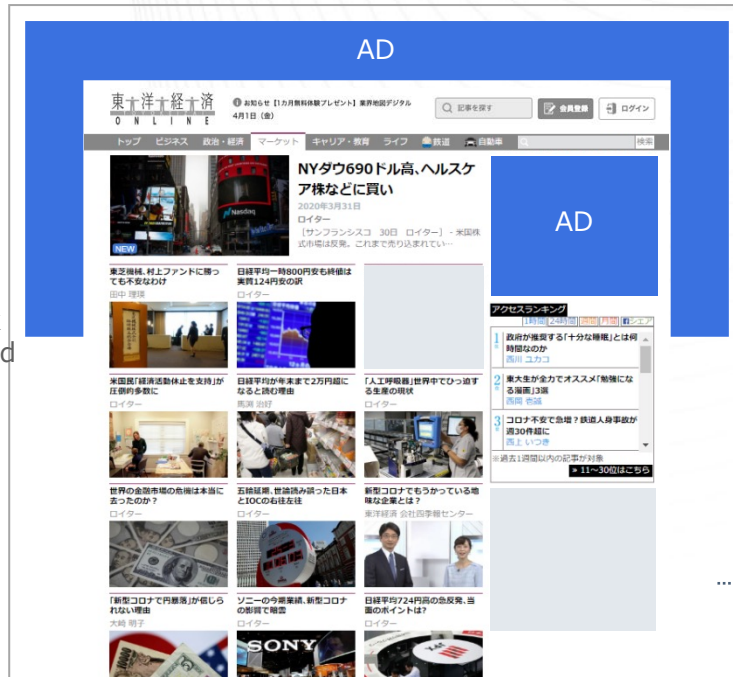 AD
東洋経済
ONLINE
お知らせ【1カ月無料体験プレゼント】業界地図デジタル
4月1日（金）
記事を探す
会員登録
ログイン
トップ ビジネス 政治・経済 マーケット キャリア・教育 ライフ 鉄道 自動車 検索
Nasdaq
NEW
NYダウ690ドル高、ヘルスケ
ア株などに買い
2020年3月31日
ロイター
［サンフランシスコ 30日 ロイター］ - 米国株
式市場は反発。これまで売り込まれてい…
AD
東芝機械、村上ファンドに勝っ
ても不安なわけ
田中 理瑛
日経平均一時800円安も終値は
実質124円安の訳
ロイター
d
アクセスランキング
1時間 24時間 週間 月間 シェア
1位
政府が推奨する「十分な睡眠」とは何
時間なのか
西川 ユカコ
2位
東大生が全力でオススメ「勉強にな
る漫画」3選
西岡 壱誠
3位
コロナ不安で急増？鉄道人身事故が
週30件超に
西上 いつき
※過去1週間以内の記事が対象
» 11～30位はこちら
米国民「経済活動休止を支持」が
圧倒的多数に
ロイター
日経平均が年末まで2万円超に
なると読む理由
馬渕 治好
「人工呼吸器」世界中でひっ迫す
る生産の現状
ロイター
世界の金融市場の危機は本当に
去ったのか？
ロイター
五輪延期、世論読み誤った日本
とIOCの右往左往
ロイター
新型コロナでもうかっている地
味な企業とは？
東洋経済 会社四季報センター
...
「新型コロナで円暴落」が信じら
れない理由
大崎 明子
ソニーの今期業績、新型コロナ
の影響で暗雲
ロイター
日経平均724円高の急反発、当
面のポイントは？
ロイター
10000
SONY
JPX